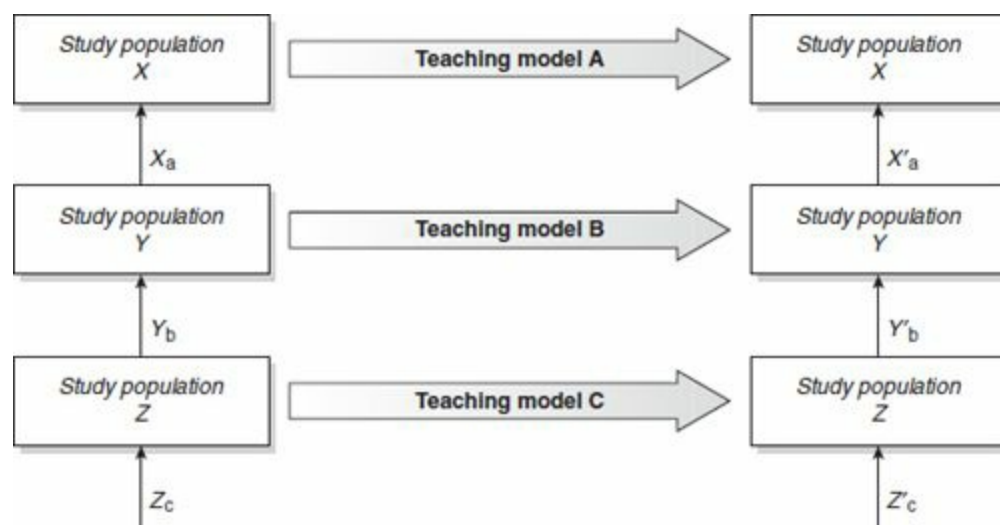 Study population
X
Teaching model A
Study population
X
Xa
X'a
Study population
Y
Teaching model B
Study population
Y
Yb
Y'b
Study population
Z
Teaching model C
Study population
Z
Zc
Z'c